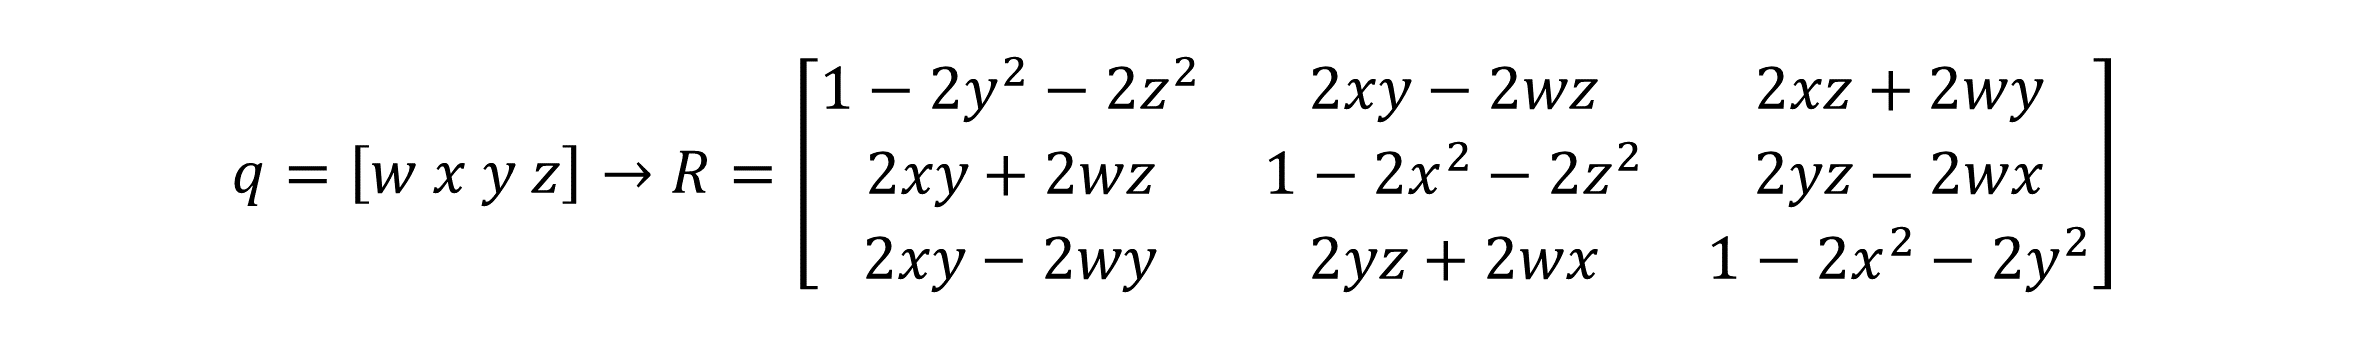 q = [w x y z] → R = [1 − 2y² − 2z² 2xy − 2wz 2xz + 2wy
2xy + 2wz 1 − 2x² − 2z² 2yz − 2wx
2xy − 2wy 2yz + 2wx 1 − 2x² − 2y²]